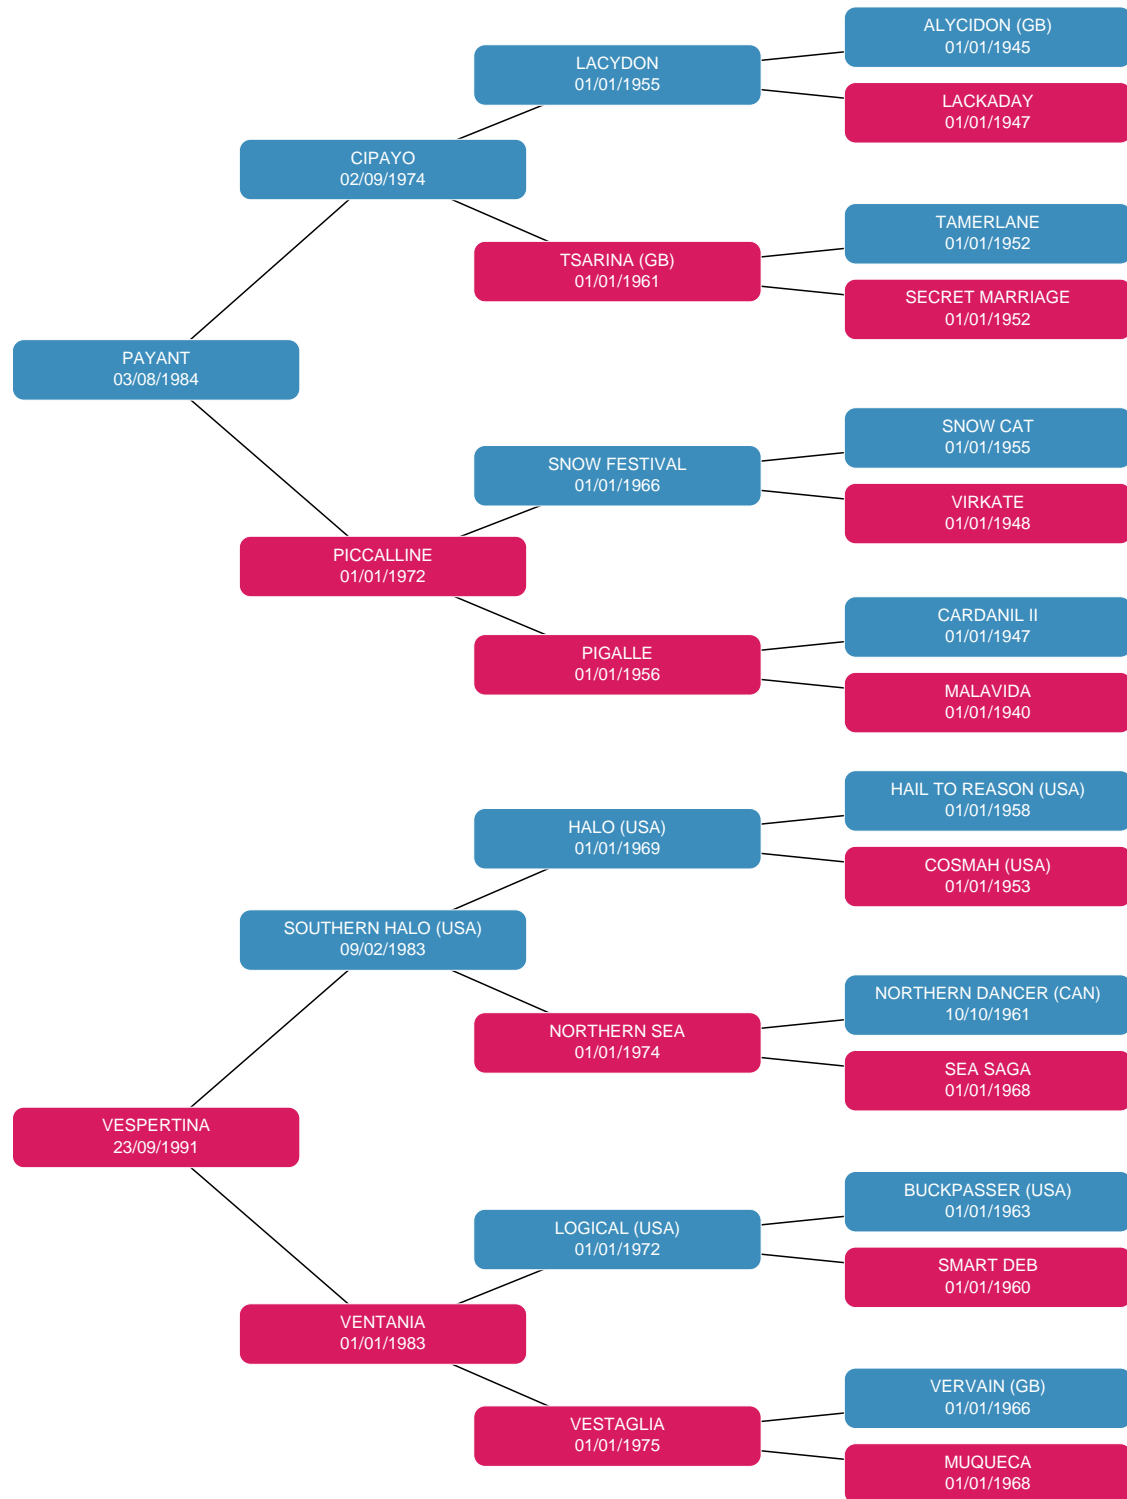 ALYCIDON (GB)
01/01/1945
LACYDON
01/01/1955
LACKADAY
01/01/1947
CIPAYO
02/09/1974
TAMERLANE
01/01/1952
TSARINA (GB)
01/01/1961
SECRET MARRIAGE
01/01/1952
PAYANT
03/08/1984
SNOW CAT
01/01/1955
SNOW FESTIVAL
01/01/1966
VIRKATE
01/01/1948
PICCALLINE
01/01/1972
CARDANIL II
01/01/1947
PIGALLE
01/01/1956
MALAVIDA
01/01/1940
HAIL TO REASON (USA)
01/01/1958
HALO (USA)
01/01/1969
COSMAH (USA)
01/01/1953
SOUTHERN HALO (USA)
09/02/1983
NORTHERN DANCER (CAN)
10/10/1961
NORTHERN SEA
01/01/1974
SEA SAGA
01/01/1968
VESPERTINA
23/09/1991
BUCKPASSER (USA)
01/01/1963
LOGICAL (USA)
01/01/1972
SMART DEB
01/01/1960
VENTANIA
01/01/1983
VERVAIN (GB)
01/01/1966
VESTAGLIA
01/01/1975
MUQUECA
01/01/1968